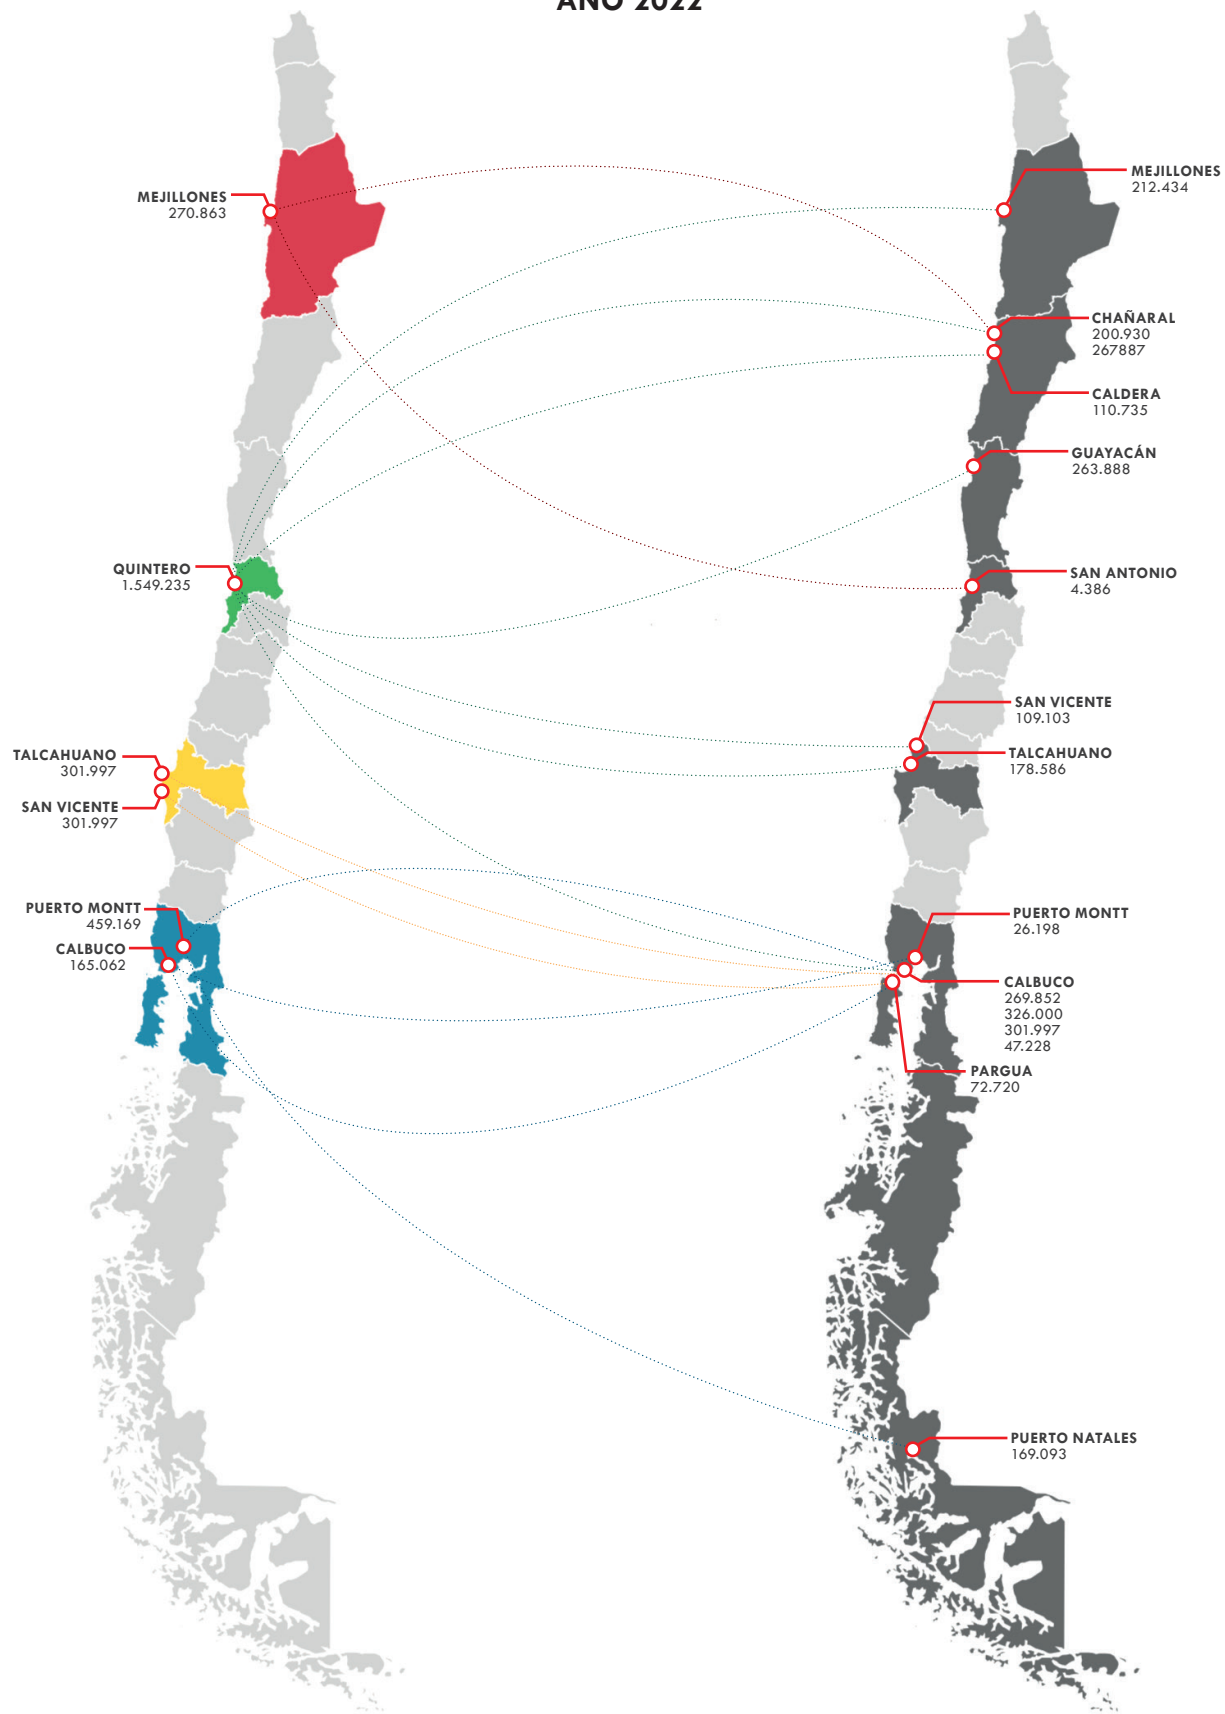 AÑO 2022
MEJILLONES
270.863
QUINTERO
1.549.235
TALCAHUANO
301.997
SAN VICENTE
301.997
PUERTO MONTT
459.169
CALBUCO
165.062
MEJILLONES
212.434
CHAÑARAL
200.930
267887
CALDERA
110.735
GUAYACÁN
263.888
SAN ANTONIO
4.386
SAN VICENTE
109.103
TALCAHUANO
178.586
PUERTO MONTT
26.198
CALBUCO
269.852
326.000
301.997
47.228
PARGUA
72.720
PUERTO NATALES
169.093